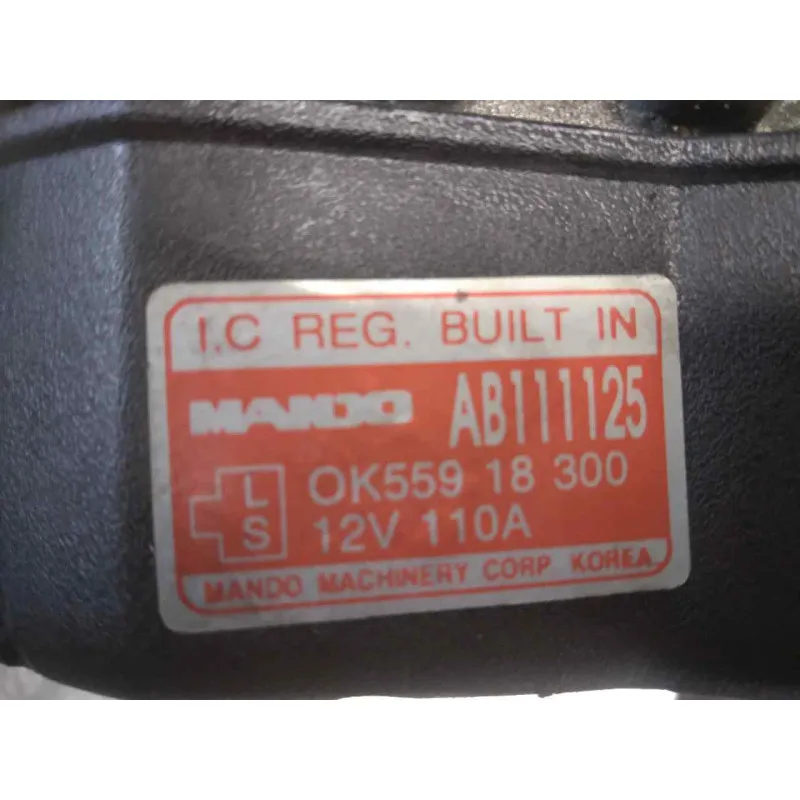 I.C REG. BUILT IN
MANDO AB111125
L OK559 18 300
S 12V 110A
MANDO MACHINERY CORP KOREA